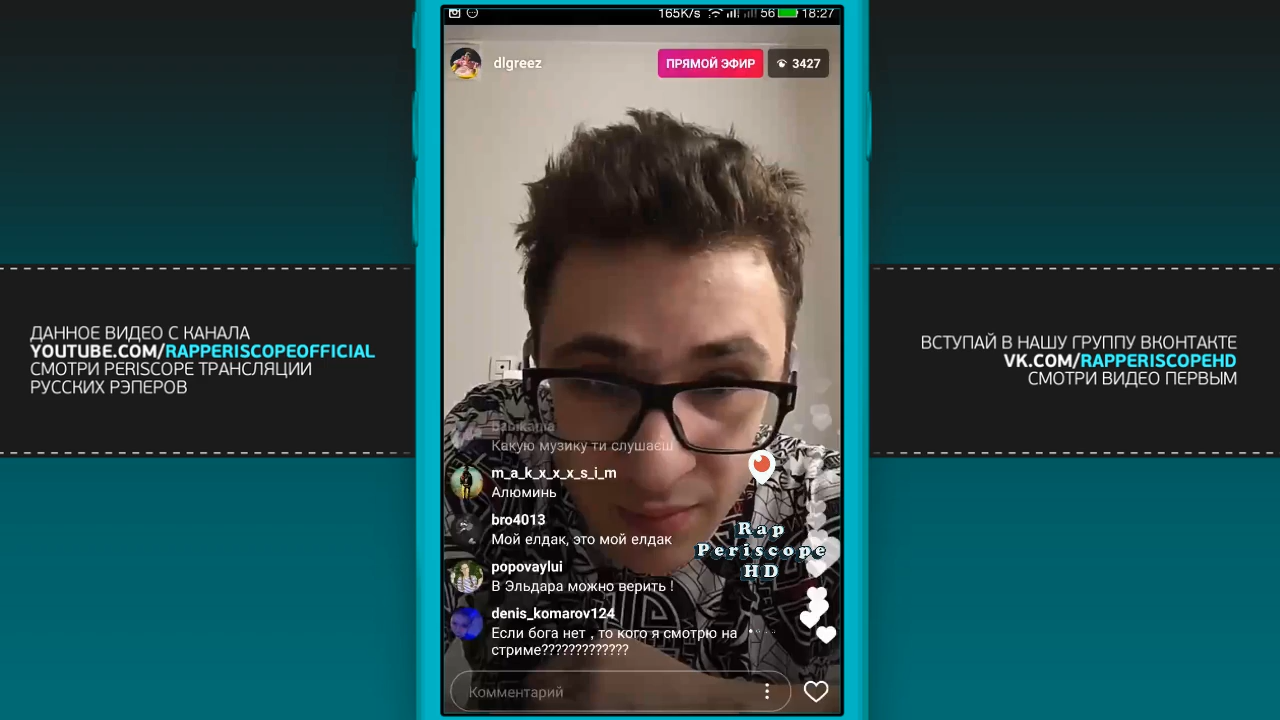 165K/s 56 18:27
dlgreez
ПРЯМОЙ ЭФИР 3427
ДАННОЕ ВИДЕО С КАНАЛА
YOUTUBE.COM/RAPPERISCOPEOFFICIAL
СМОТРИ PERISCOPE ТРАНСЛЯЦИИ
РУССКИХ РЭПЕРОВ
ВСТУПАЙ В НАШУ ГРУППУ ВКОНТАКТЕ
VK.COM/RAPPERISCOPEHD
СМОТРИ ВИДЕО ПЕРВЫМ
Какую музику ти слушаєш
m_a_k_x_x_x_s_i_m
Алюминь
bro4013
Мой елдак, это мой елдак
popovaylui
В Эльдара можно верить !
denis_komarov124
Если бога нет , то кого я смотрю на
стриме?????????????
Rap
Periscope
HD
Комментарий